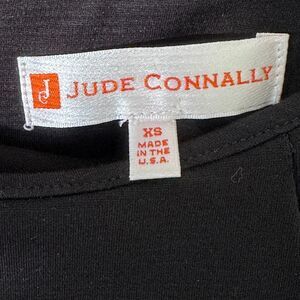 J JUDE CONNALLY
XS
MADE
IN THE
U.S.A.